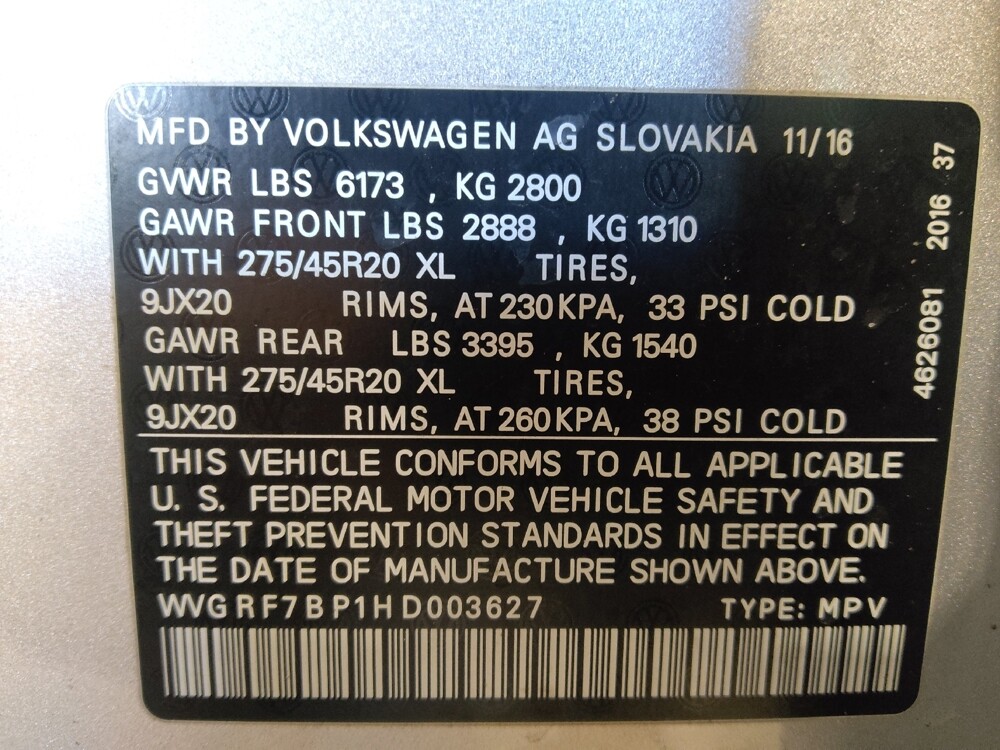 MFD BY VOLKSWAGEN AG SLOVAKIA 11/16
GVWR LBS 6173 , KG 2800
GAWR FRONT LBS 2888 , KG 1310
WITH 275/45R20 XL TIRES,
9JX20 RIMS, AT 230KPA, 33 PSI COLD
GAWR REAR LBS 3395 , KG 1540
WITH 275/45R20 XL TIRES,
9JX20 RIMS, AT 260KPA, 38 PSI COLD
THIS VEHICLE CONFORMS TO ALL APPLICABLE
U. S. FEDERAL MOTOR VEHICLE SAFETY AND
THEFT PREVENTION STANDARDS IN EFFECT ON
THE DATE OF MANUFACTURE SHOWN ABOVE.
WVGRF7BP1HD003627 TYPE: MPV
4626081 2016 37